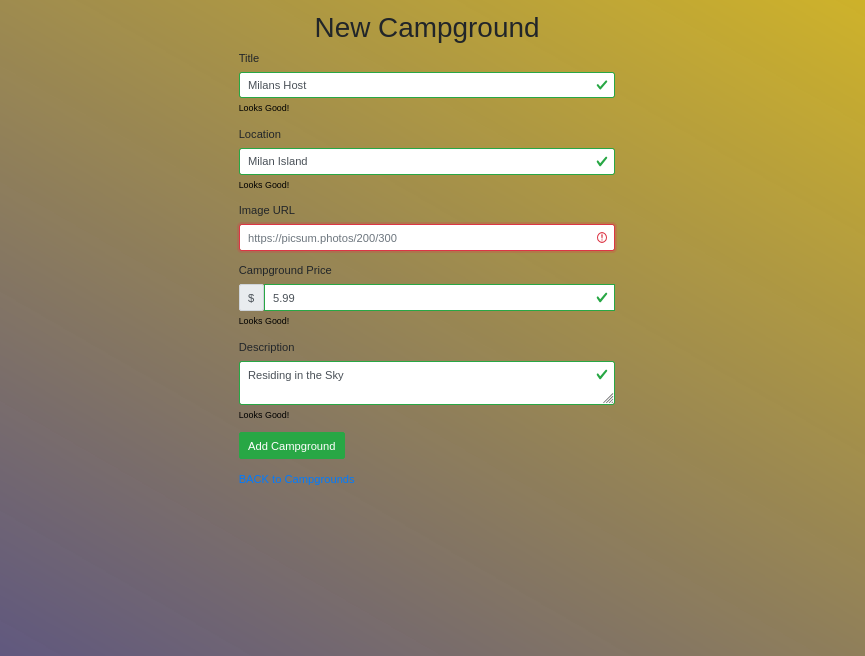 New Campground
Title
Milans Host
Looks Good!
Location
Milan Island
Looks Good!
Image URL
https://picsum.photos/200/300
Campground Price
$ 5.99
Looks Good!
Description
Residing in the Sky
Looks Good!
Add Campground
BACK to Campgrounds